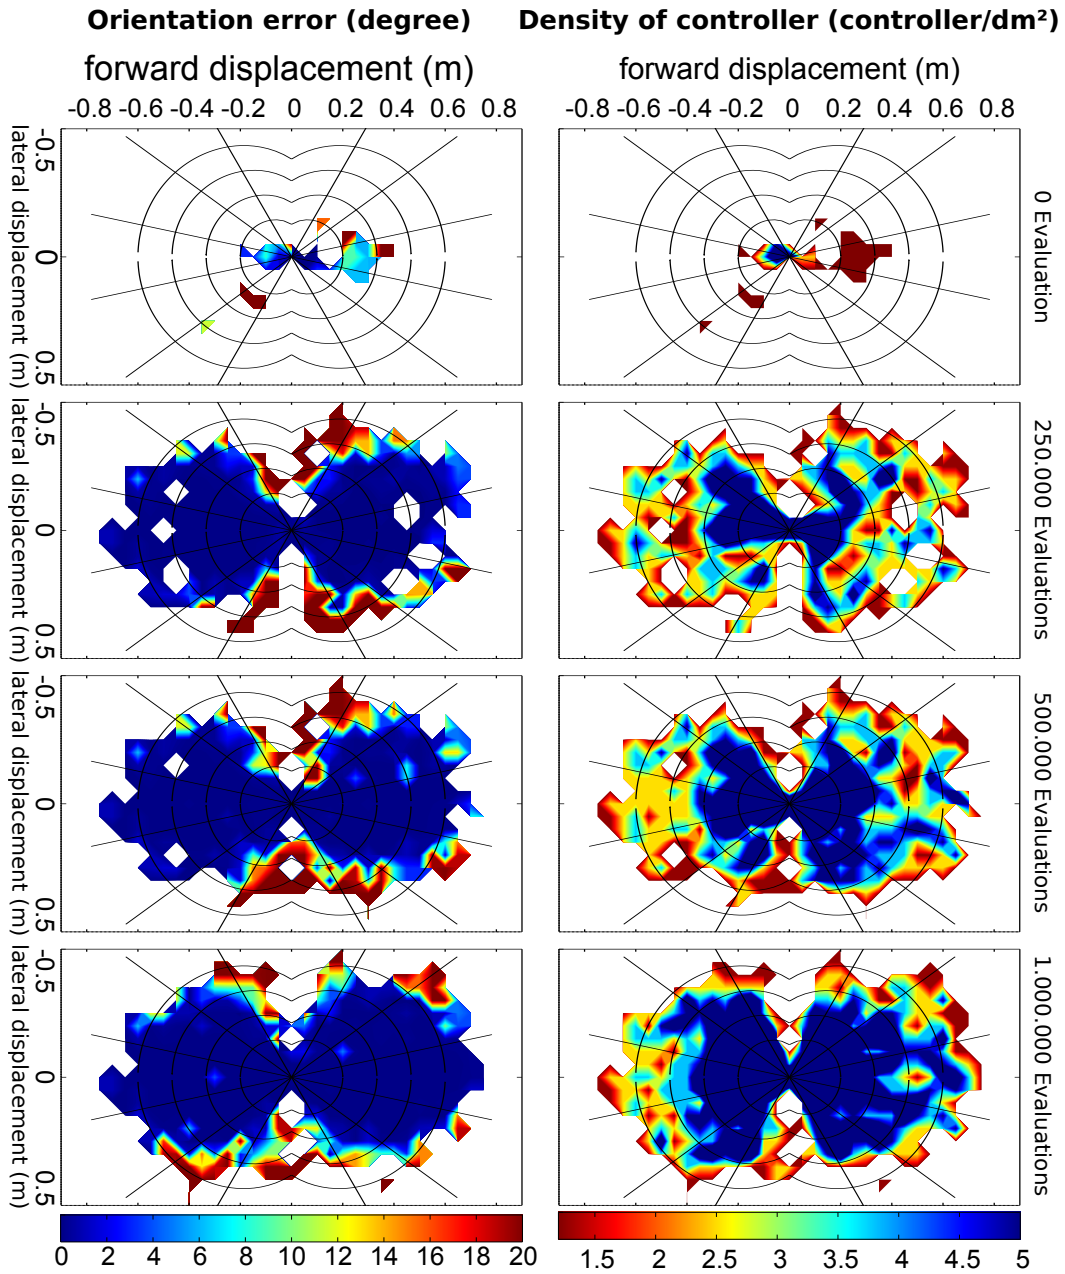 Orientation error (degree)
Density of controller (controller/dm²)
forward displacement (m)
forward displacement (m)
-0.8 -0.6 -0.4 -0.2 0 0.2 0.4 0.6 0.8
-0.8 -0.6 -0.4 -0.2 0 0.2 0.4 0.6 0.8
-0.5 0 0.5
lateral displacement (m)
0 Evaluation
-0.5 0 0.5
lateral displacement (m)
250.000 Evaluations
-0.5 0 0.5
lateral displacement (m)
500.000 Evaluations
-0.5 0 0.5
lateral displacement (m)
1.000.000 Evaluations
0 2 4 6 8 10 12 14 16 18 20
1.5 2 2.5 3 3.5 4 4.5 5